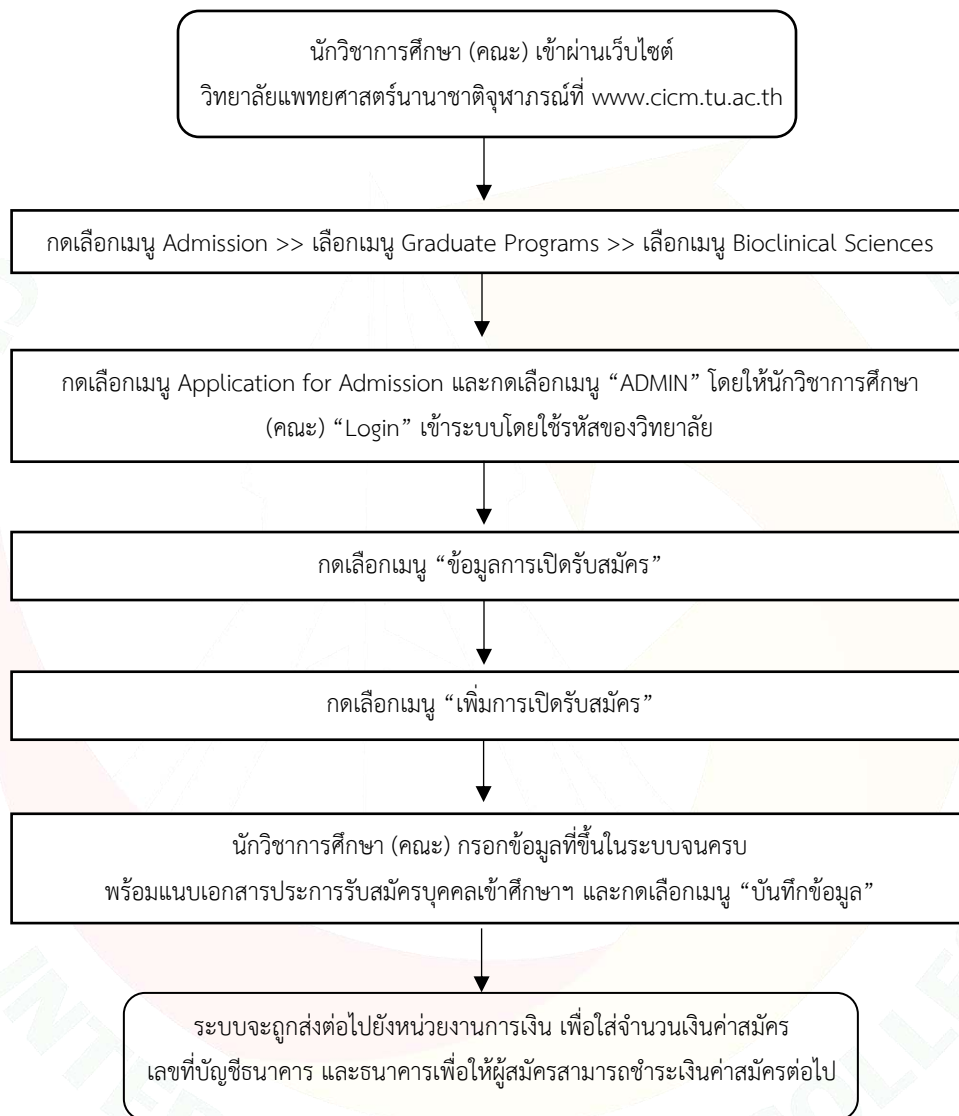 นักวิชาการศึกษา (คณะ) เข้าผ่านเว็บไซต์
วิทยาลัยแพทยศาสตร์นานาชาติจุฬาภรณ์ที่ www.cicm.tu.ac.th
กดเลือกเมนู Admission >> เลือกเมนู Graduate Programs >> เลือกเมนู Bioclinical Sciences
กดเลือกเมนู Application for Admission และกดเลือกเมนู “ADMIN” โดยให้นักวิชาการศึกษา
(คณะ) “Login” เข้าระบบโดยใช้รหัสของวิทยาลัย
กดเลือกเมนู “ข้อมูลการเปิดรับสมัคร”
กดเลือกเมนู “เพิ่มการเปิดรับสมัคร”
นักวิชาการศึกษา (คณะ) กรอกข้อมูลที่ขึ้นในระบบจนครบ
พร้อมแนบเอกสารประการรับสมัครบุคคลเข้าศึกษาฯ และกดเลือกเมนู “บันทึกข้อมูล”
ระบบจะถูกส่งต่อไปยังหน่วยงานการเงิน เพื่อใส่จำนวนเงินค่าสมัคร
เลขที่บัญชีธนาคาร และธนาคารเพื่อให้ผู้สมัครสามารถชำระเงินค่าสมัครต่อไป